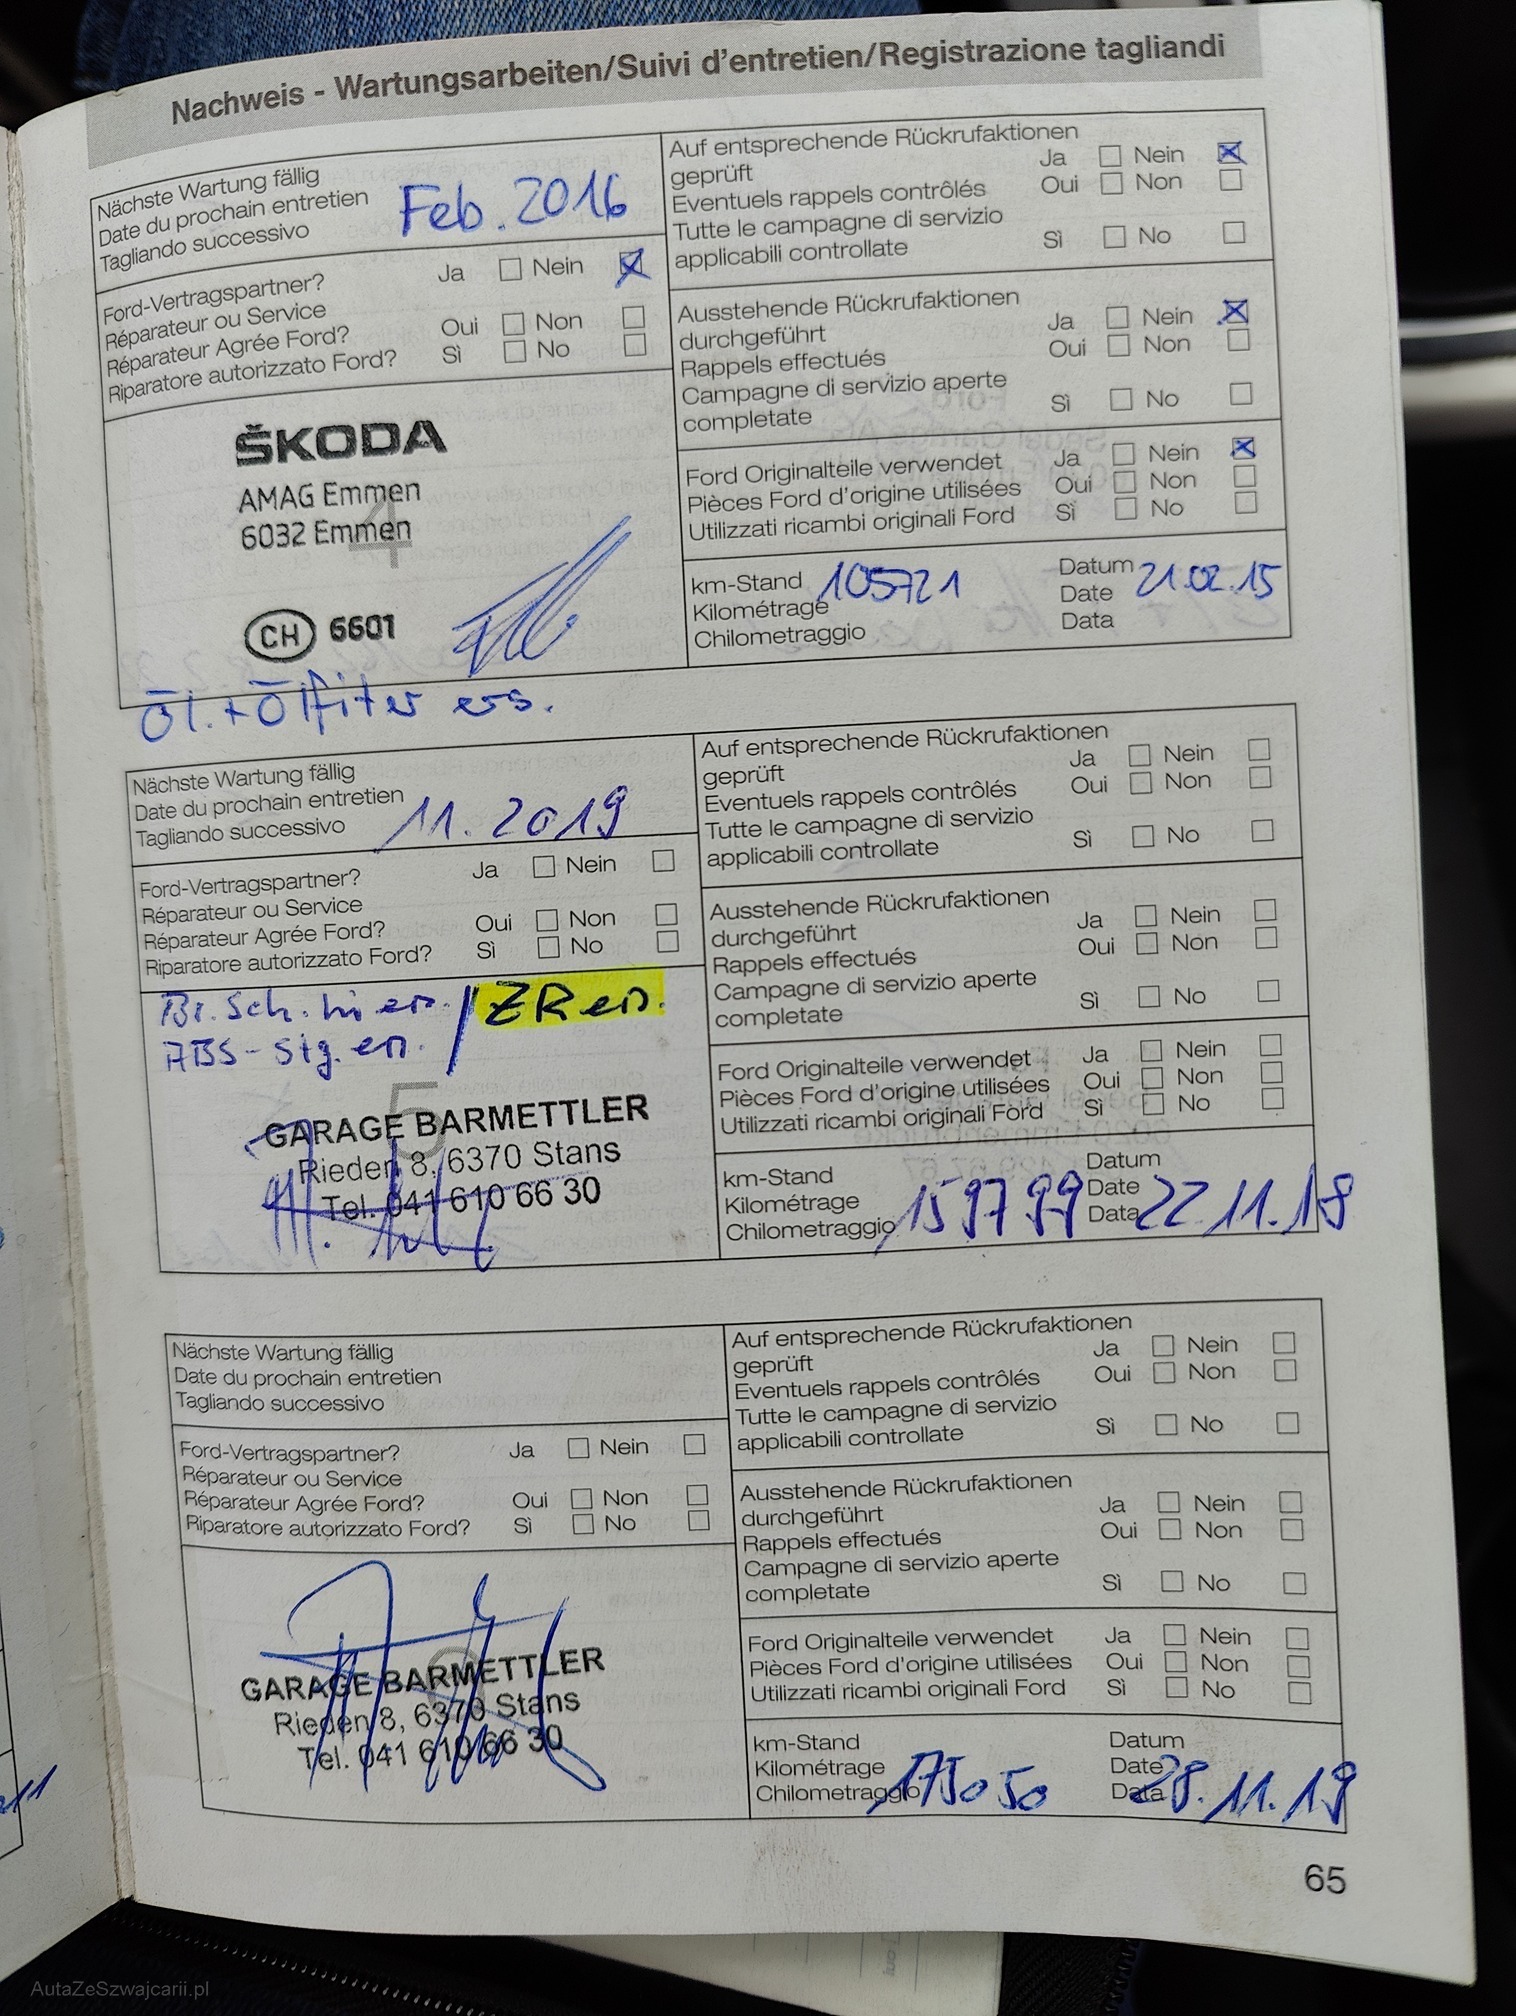 Nachweis - Wartungsarbeiten/Suivi d'entretien/Registrazione tagliandi
Nächste Wartung fällig
Date du prochain entretien
Tagliando successivo
Feb. 2016
Ford-Vertragspartner?
Réparateur ou Service
Réparateur Agrée Ford?
Riparatore autorizzato Ford?
Ja Nein
Oui Non
Sì No
ŠKODA
AMAG Emmen
6032 Emmen
4
CH 6601
Öl.+Ölfilter ers.
Auf entsprechende Rückrufaktionen
geprüft
Eventuels rappels contrôlés
Tutte le campagne di servizio
applicabili controllate
Ja Nein
Oui Non
Sì No
Ausstehende Rückrufaktionen
durchgeführt
Rappels effectués
Campagne di servizio aperte
completate
Ja Nein
Oui Non
Sì No
Ford Originalteile verwendet
Pièces Ford d'origine utilisées
Utilizzati ricambi originali Ford
Ja Nein
Oui Non
Sì No
km-Stand
Kilométrage
Chilometraggio
105721
Datum
Date
Data
21.02.15
Nächste Wartung fällig
Date du prochain entretien
Tagliando successivo
11. 2019
Ford-Vertragspartner?
Réparateur ou Service
Réparateur Agrée Ford?
Riparatore autorizzato Ford?
Ja Nein
Oui Non
Sì No
Br. Sch. hi er. / ZR er.
ABS-Stg. er.
5
GARAGE BARMETTLER
Rieden 8, 6370 Stans
Tel. 041 610 66 30
Auf entsprechende Rückrufaktionen
geprüft
Eventuels rappels contrôlés
Tutte le campagne di servizio
applicabili controllate
Ja Nein
Oui Non
Sì No
Ausstehende Rückrufaktionen
durchgeführt
Rappels effectués
Campagne di servizio aperte
completate
Ja Nein
Oui Non
Sì No
Ford Originalteile verwendet
Pièces Ford d'origine utilisées
Utilizzati ricambi originali Ford
Ja Nein
Oui Non
Sì No
km-Stand
Kilométrage
Chilometraggio
159799
Datum
Date
Data
22.11.18
Nächste Wartung fällig
Date du prochain entretien
Tagliando successivo
Ford-Vertragspartner?
Réparateur ou Service
Réparateur Agrée Ford?
Riparatore autorizzato Ford?
Ja Nein
Oui Non
Sì No
GARAGE BARMETTLER
Rieden 8, 6370 Stans
Tel. 041 610 66 30
Auf entsprechende Rückrufaktionen
geprüft
Eventuels rappels contrôlés
Tutte le campagne di servizio
applicabili controllate
Ja Nein
Oui Non
Sì No
Ausstehende Rückrufaktionen
durchgeführt
Rappels effectués
Campagne di servizio aperte
completate
Ja Nein
Oui Non
Sì No
Ford Originalteile verwendet
Pièces Ford d'origine utilisées
Utilizzati ricambi originali Ford
Ja Nein
Oui Non
Sì No
km-Stand
Kilométrage
Chilometraggio
175050
Datum
Date
Data
28.11.19
65
AutaZeSzwajcarii.pl